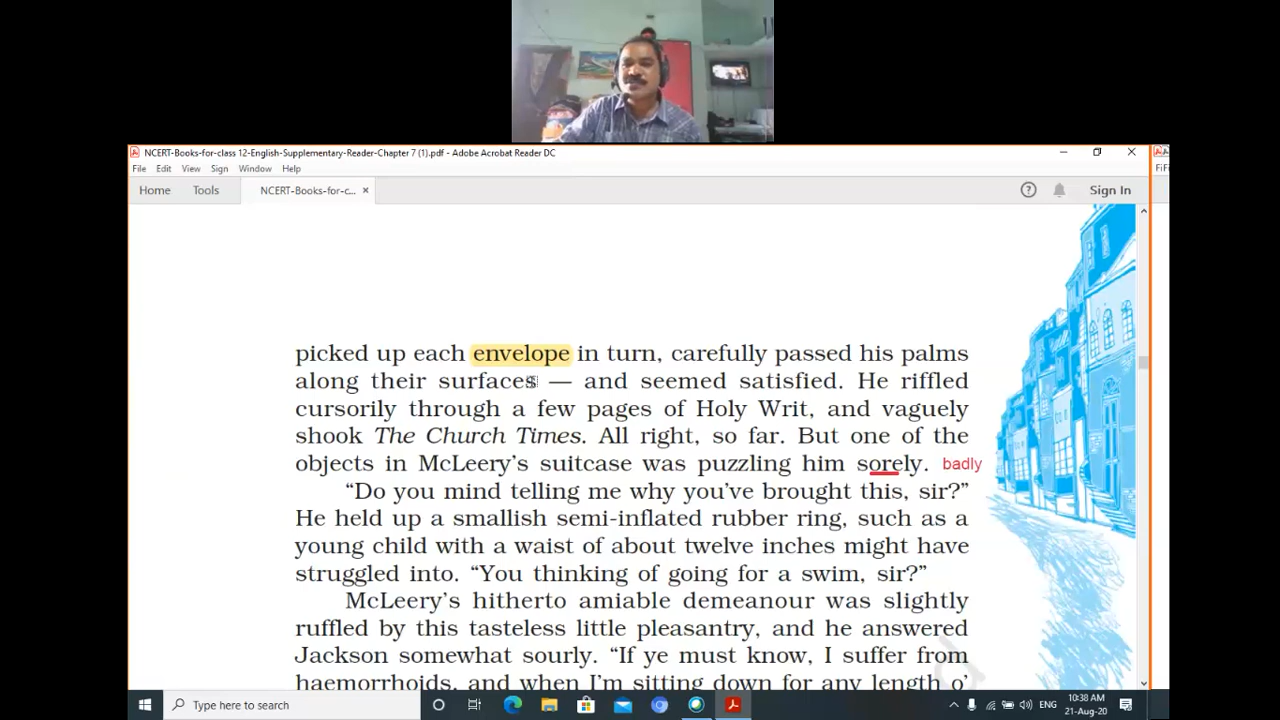 NCERT-Books-for-class 12-English-Supplementary-Reader-Chapter 7 (1).pdf - Adobe Acrobat Reader DC
File Edit View Sign Window Help
FiFi
Home Tools NCERT-Books-for-c... × Sign In
picked up each envelope in turn, carefully passed his palms
along their surfaces — and seemed satisfied. He riffled
cursorily through a few pages of Holy Writ, and vaguely
shook The Church Times. All right, so far. But one of the
objects in McLeery's suitcase was puzzling him sorely. badly
“Do you mind telling me why you’ve brought this, sir?”
He held up a smallish semi-inflated rubber ring, such as a
young child with a waist of about twelve inches might have
struggled into. “You thinking of going for a swim, sir?”
McLeery’s hitherto amiable demeanour was slightly
ruffled by this tasteless little pleasantry, and he answered
Jackson somewhat sourly. “If ye must know, I suffer from
haemorrhoids, and when I’m sitting down for any length o’
Type here to search
ENG
10:38 AM
21-Aug-20